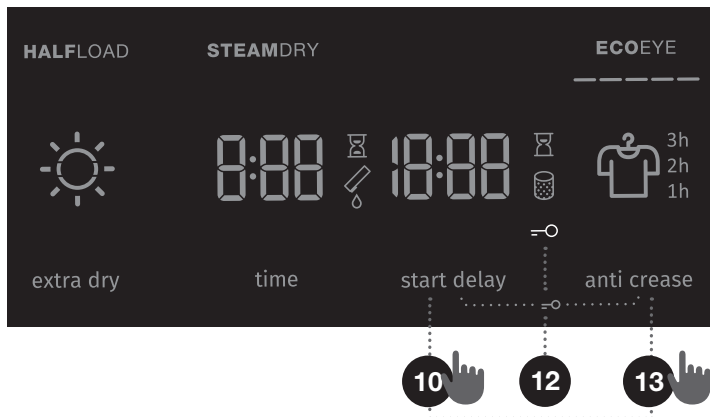 HALFLOAD STEAMDRY ECOEYE
8:88 18:88 3h
2h
1h
extra dry time start delay anti crease
10 12 13